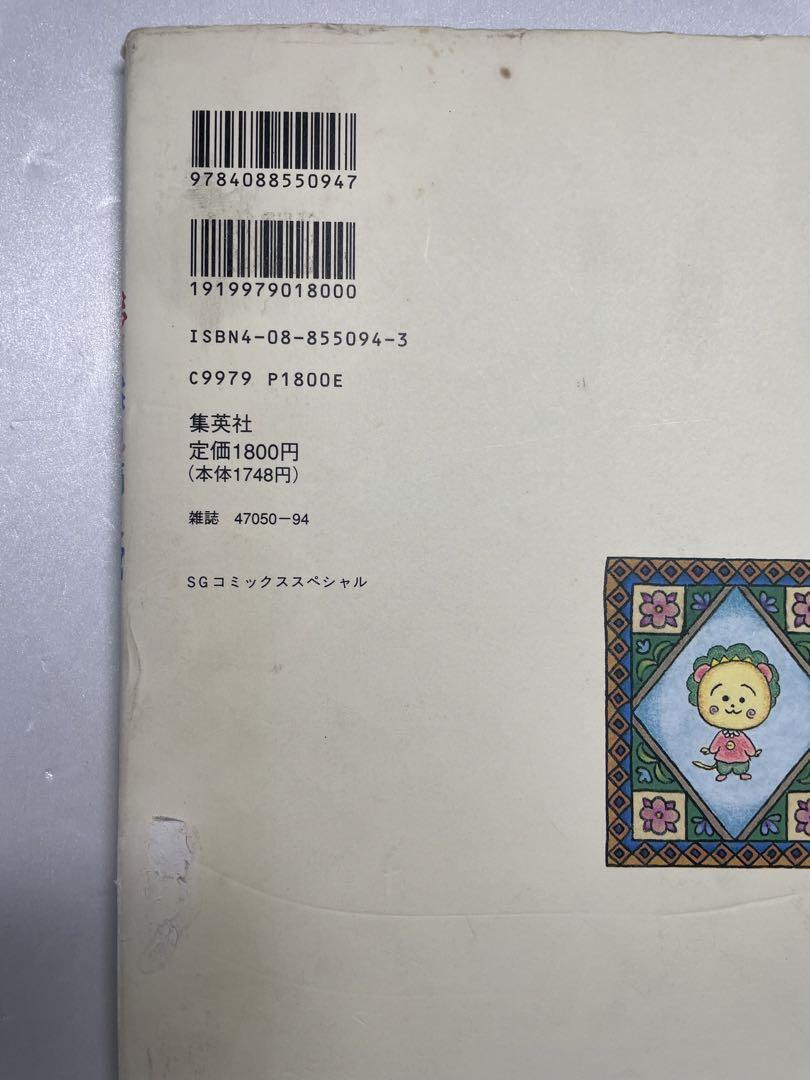 9784088550947
1919979018000
ISBN4-08-855094-3
C9979 P1800E
集英社
定価1800円
(本体1748円)
雑誌 47050-94
SGコミックススペシャル